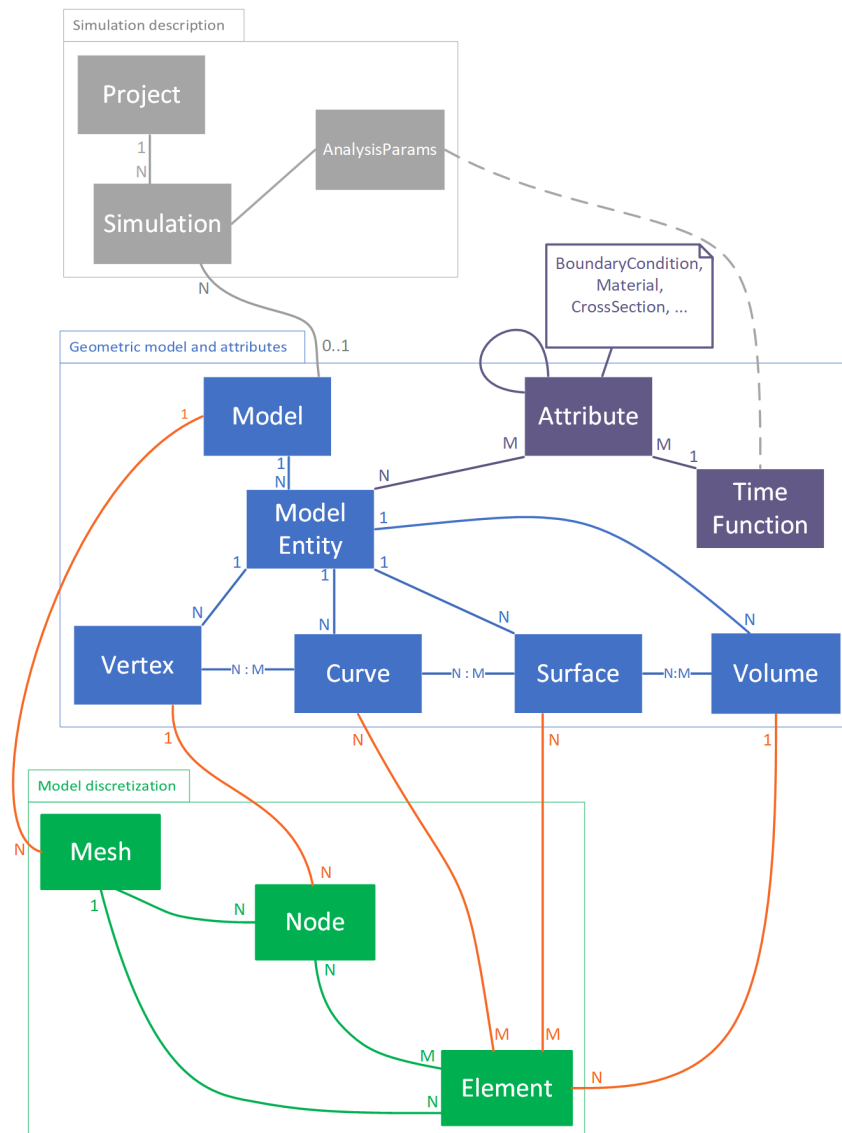 Simulation description
Project
1
N
AnalysisParams
Simulation
N
0..1
BoundaryCondition,
Material,
CrossSection, ...
Geometric model and attributes
Model
1
Attribute
M
M
1
N
1
N
Model
Entity
1
Time
Function
1
1
1
N
N
N
N
Vertex
N : M
Curve
N : M
Surface
N:M
Volume
1
N
N
1
Model discretization
Mesh
N
1
N
N
Node
N
M
M
M
N
N
Element